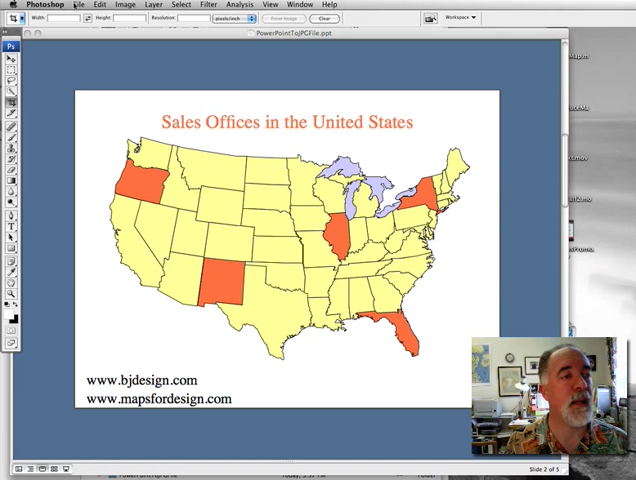 Photoshop File Edit Image Layer Select Filter Analysis View Window Help
Width: Height: Resolution: pixels/inch Front Image Clear Workspace
PowerPointToJPGFile.ppt
Ps
Sales Offices in the United States
www.bjdesign.com
www.mapsfordesign.com
Slide 2 of 5